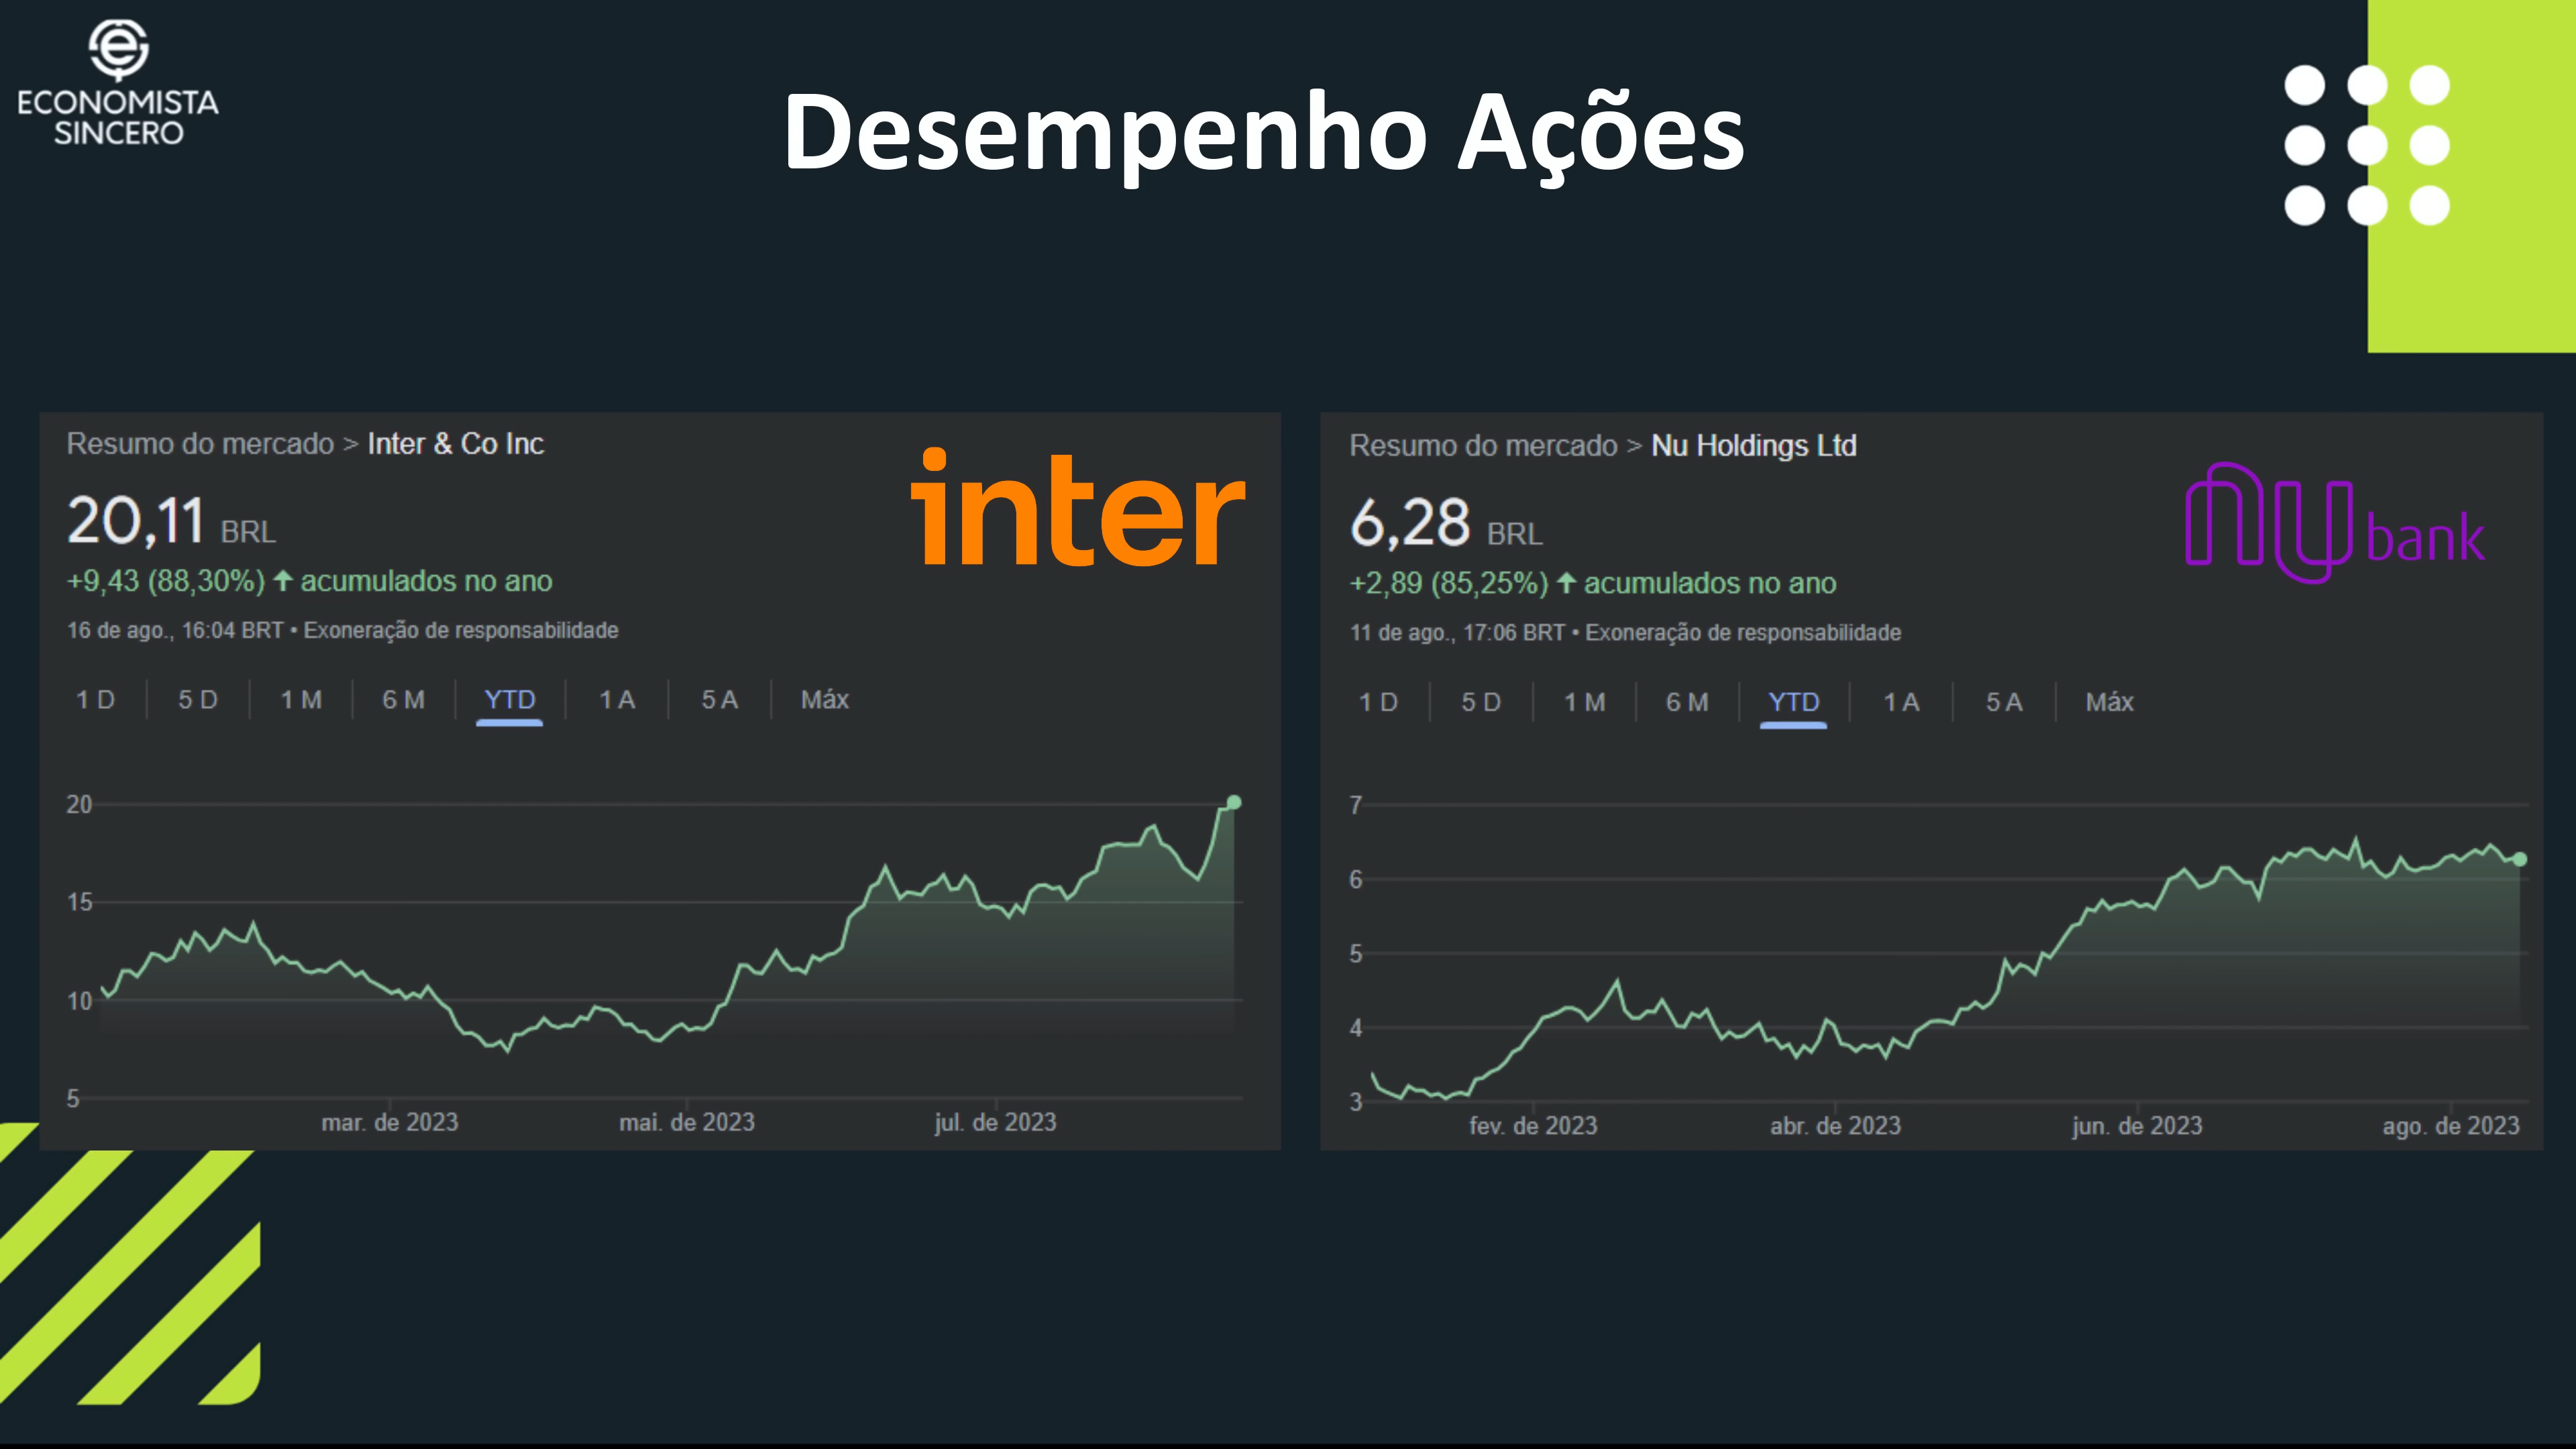 ECONOMISTA
SINCERO
Desempenho Ações
Resumo do mercado > Inter & Co Inc
inter
20,11 BRL
+9,43 (88,30%) ↑ acumulados no ano
16 de ago., 16:04 BRT • Exoneração de responsabilidade
1 D 5 D 1 M 6 M YTD 1 A 5 A Máx
20
15
10
5
mar. de 2023 mai. de 2023 jul. de 2023
Resumo do mercado > Nu Holdings Ltd
nu bank
6,28 BRL
+2,89 (85,25%) ↑ acumulados no ano
11 de ago., 17:06 BRT • Exoneração de responsabilidade
1 D 5 D 1 M 6 M YTD 1 A 5 A Máx
7
6
5
4
3
fev. de 2023 abr. de 2023 jun. de 2023 ago. de 2023